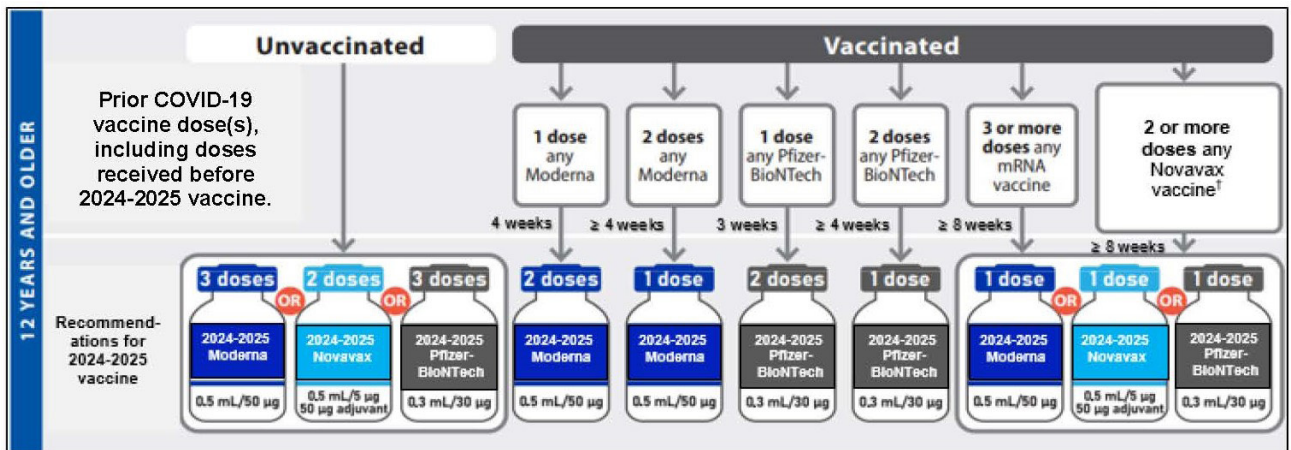 12 YEARS AND OLDER
Unvaccinated
Vaccinated
Prior COVID-19
vaccine dose(s),
including doses
received before
2024-2025 vaccine.
1 dose
any
Moderna
2 doses
any
Moderna
1 dose
any Pfizer-
BioNTech
2 doses
any Pfizer-
BioNTech
3 or more
doses any
mRNA
vaccine
2 or more
doses any
Novavax
vaccine†
4 weeks
≥ 4 weeks
3 weeks
≥ 4 weeks
≥ 8 weeks
≥ 8 weeks
Recommend-
ations for
2024-2025
vaccine
3 doses
2024-2025
Moderna
0.5 mL/50 µg
OR
2 doses
2024-2025
Novavax
0.5 mL/5 µg
50 µg adjuvant
OR
3 doses
2024-2025
Pfizer-
BioNTech
0.3 mL/30 µg
2 doses
2024-2025
Moderna
0.5 mL/50 µg
1 dose
2024-2025
Moderna
0.5 mL/50 µg
2 doses
2024-2025
Pfizer-
BioNTech
0.3 mL/30 µg
1 dose
2024-2025
Pfizer-
BioNTech
0.3 mL/30 µg
1 dose
2024-2025
Moderna
0.5 mL/50 µg
OR
1 dose
2024-2025
Novavax
0.5 mL/5 µg
50 µg adjuvant
OR
1 dose
2024-2025
Pfizer-
BioNTech
0.3 mL/30 µg